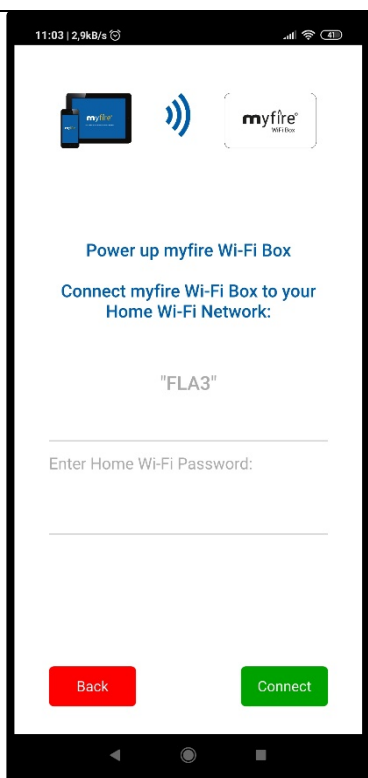 11:03 | 2,9kB/s
41
myfire
myfire®
WiFi Box
Power up myfire Wi-Fi Box
Connect myfire Wi-Fi Box to your
Home Wi-Fi Network:
"FLA3"
Enter Home Wi-Fi Password:
Back
Connect